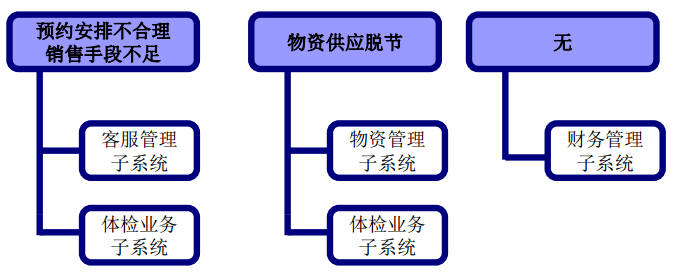 预约安排不合理
销售手段不足
客服管理
子系统
体检业务
子系统
物资供应脱节
物资管理
子系统
体检业务
子系统
无
财务管理
子系统